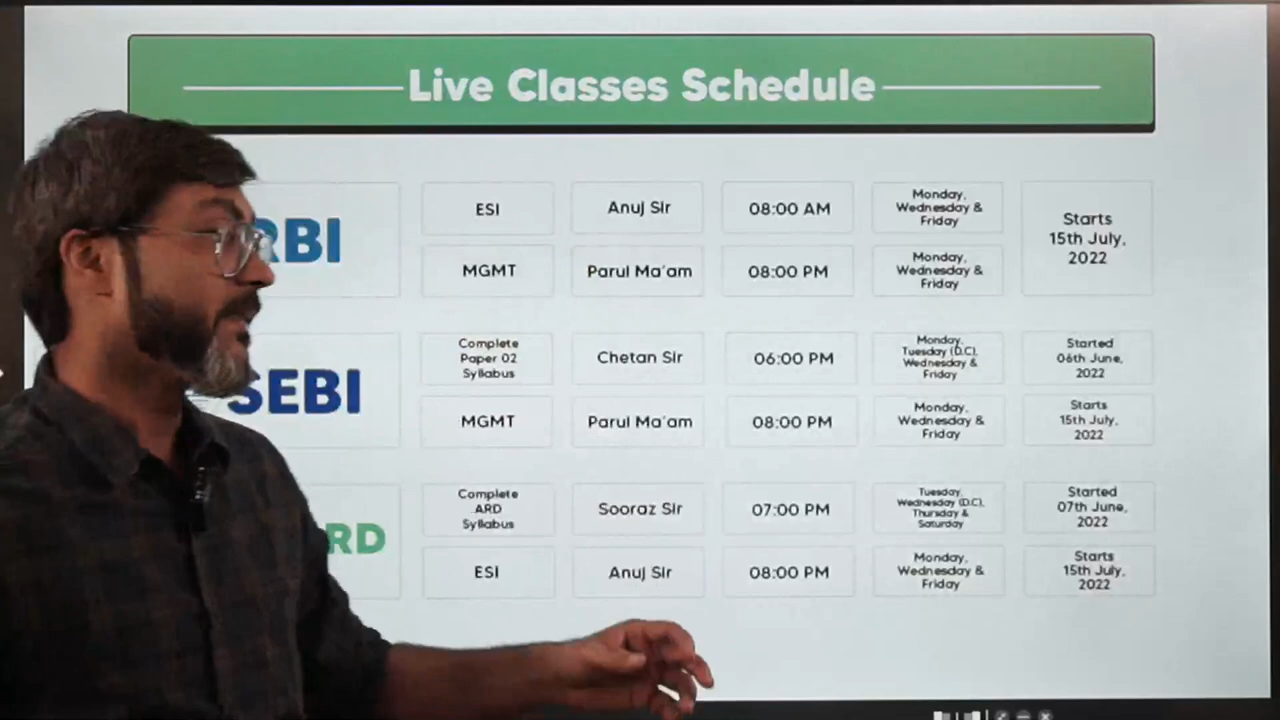 Live Classes Schedule
RBI
ESI
Anuj Sir
08:00 AM
Monday,
Wednesday &
Friday
Starts
15th July,
2022
MGMT
Parul Ma'am
08:00 PM
Monday,
Wednesday &
Friday
SEBI
Complete
Paper 02
Syllabus
Chetan Sir
06:00 PM
Monday,
Tuesday (D.C),
Wednesday &
Friday
Started
06th June,
2022
MGMT
Parul Ma'am
08:00 PM
Monday,
Wednesday &
Friday
Starts
15th July,
2022
RD
Complete
ARD
Syllabus
Sooraz Sir
07:00 PM
Tuesday,
Wednesday (D.C),
Thursday &
Saturday
Started
07th June,
2022
ESI
Anuj Sir
08:00 PM
Monday,
Wednesday &
Friday
Starts
15th July,
2022